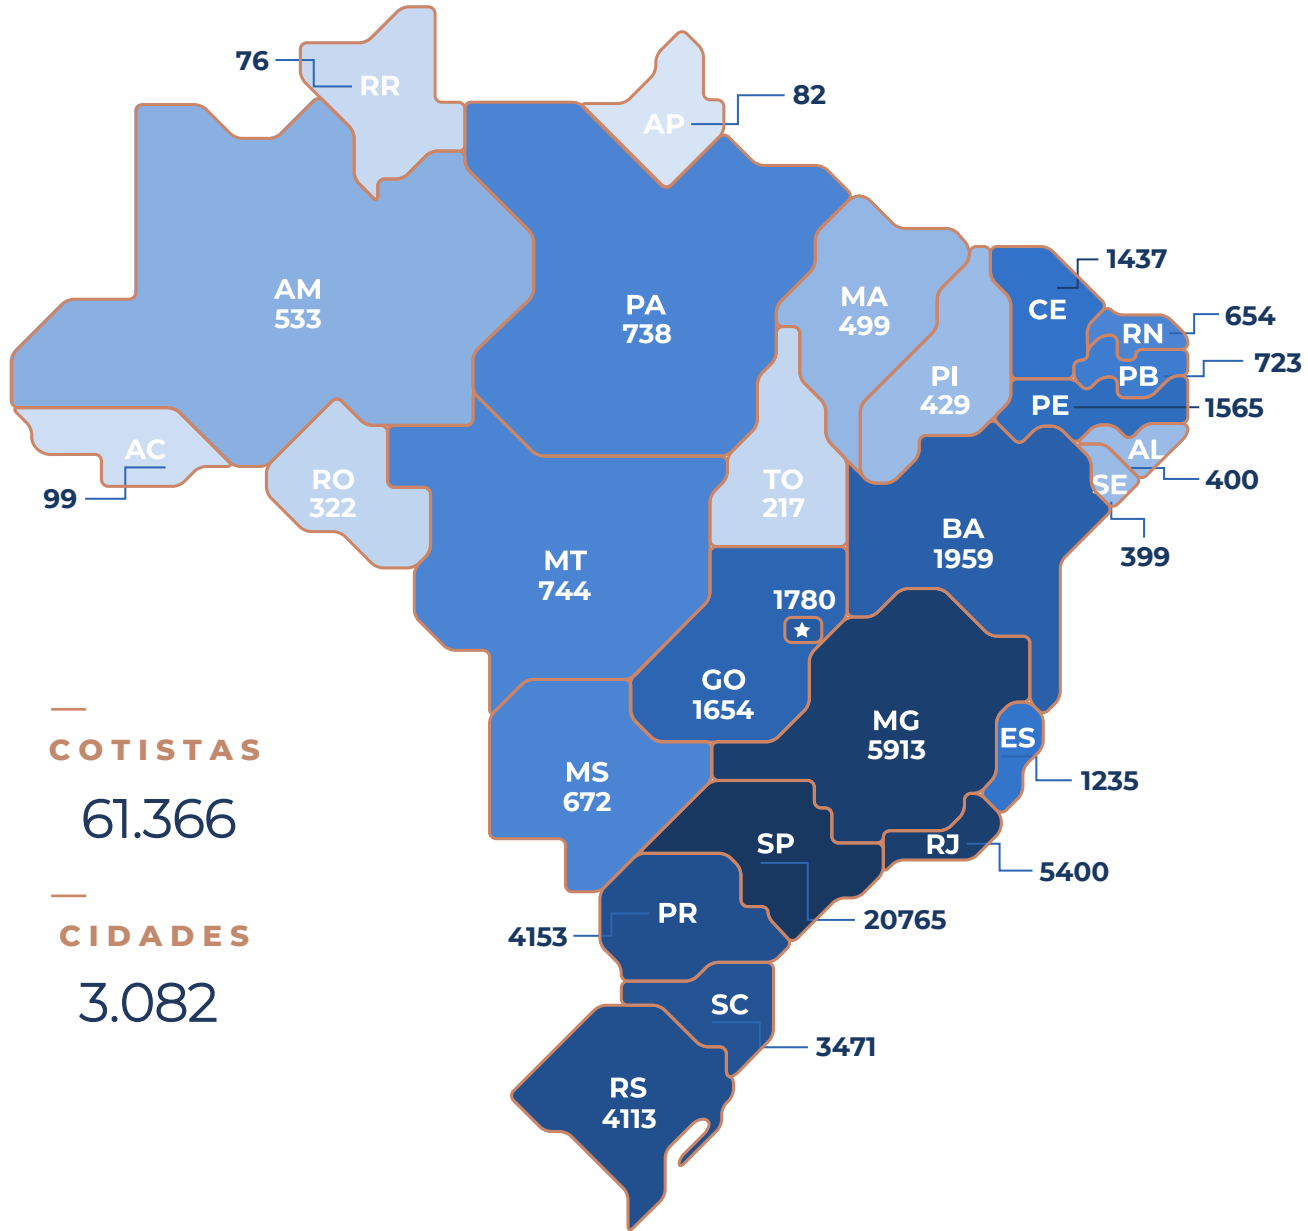 RR
76
AP
82
AM
533
PA
738
MA
499
CE
1437
RN
654
PB
723
PI
429
PE
1565
AC
99
RO
322
TO
217
AL
400
SE
399
BA
1959
MT
744
1780
GO
1654
MG
5913
ES
1235
MS
672
SP
20765
RJ
5400
PR
4153
SC
3471
RS
4113
COTISTAS
61.366
CIDADES
3.082